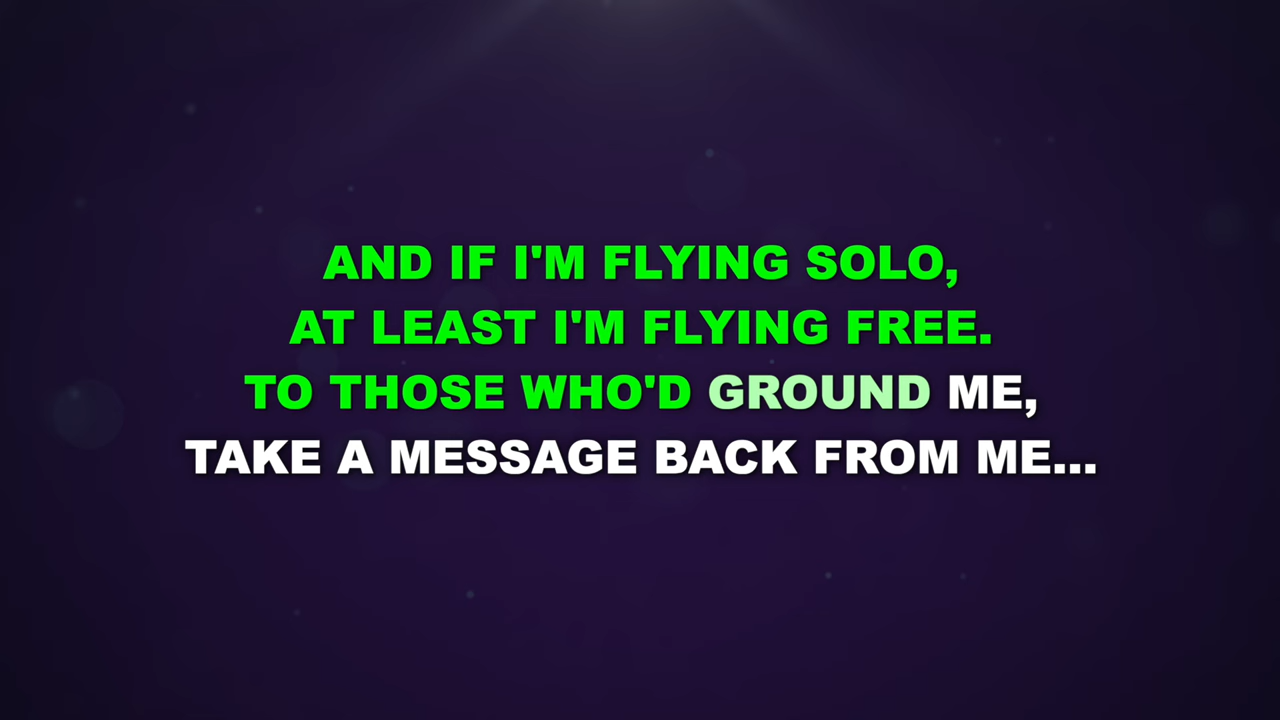 AND IF I'M FLYING SOLO,
AT LEAST I'M FLYING FREE.
TO THOSE WHO'D GROUND ME,
TAKE A MESSAGE BACK FROM ME...